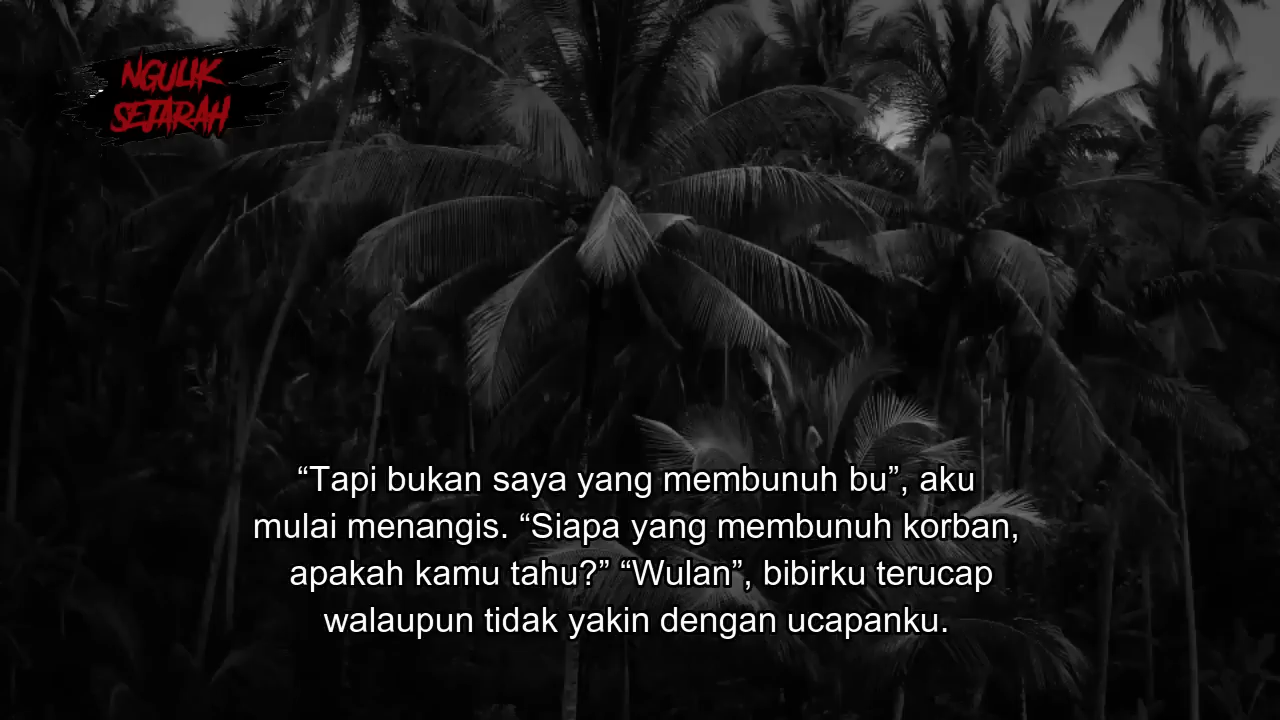 NGULIK
SEJARAH
“Tapi bukan saya yang membunuh bu”, aku
mulai menangis. “Siapa yang membunuh korban,
apakah kamu tahu?” “Wulan”, bibirku terucap
walaupun tidak yakin dengan ucapanku.